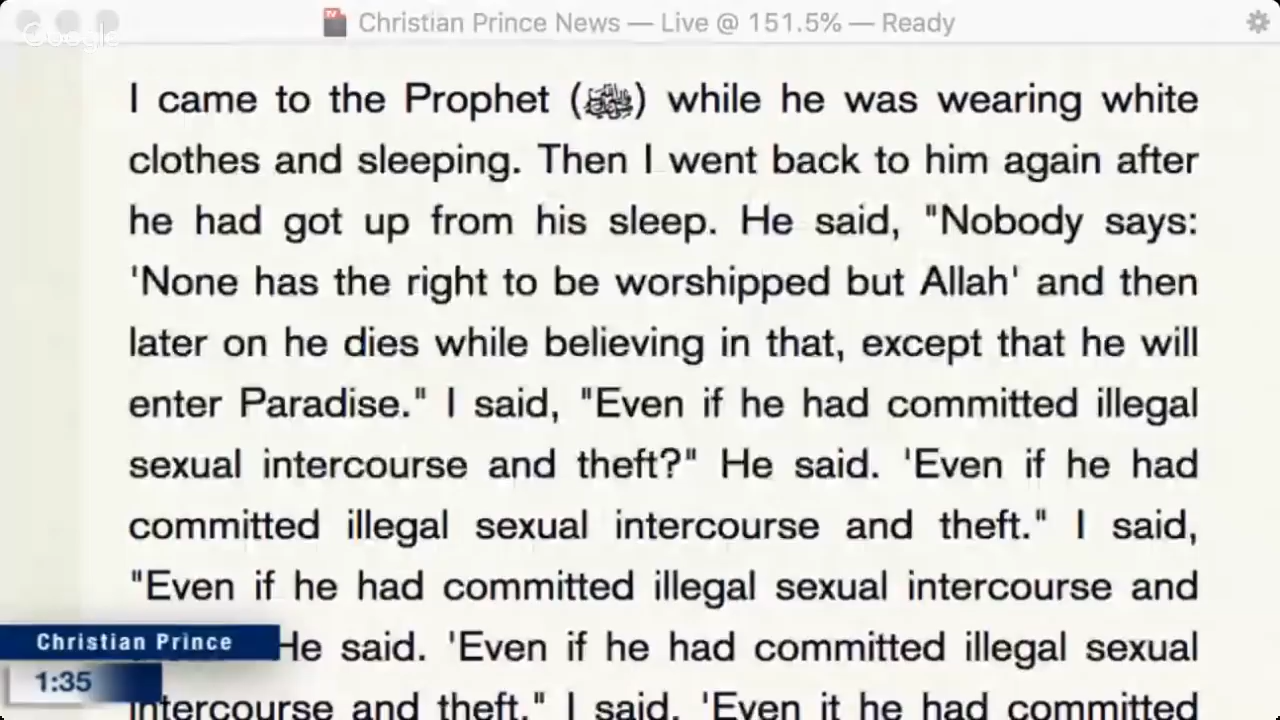 Google
Christian Prince News — Live @ 151.5% — Ready
I came to the Prophet (ﷺ) while he was wearing white
clothes and sleeping. Then I went back to him again after
he had got up from his sleep. He said, "Nobody says:
'None has the right to be worshipped but Allah' and then
later on he dies while believing in that, except that he will
enter Paradise." I said, "Even if he had committed illegal
sexual intercourse and theft?" He said. 'Even if he had
committed illegal sexual intercourse and theft." I said,
"Even if he had committed illegal sexual intercourse and
He said. 'Even if he had committed illegal sexual
intercourse and theft." I said, 'Even it he had committed
Christian Prince
1:35